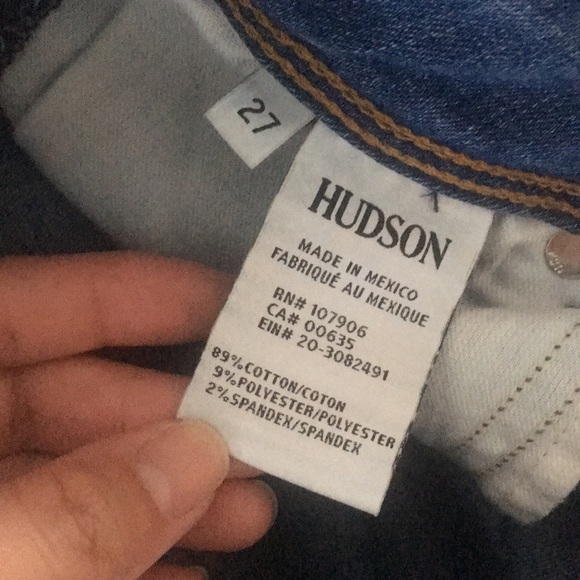 27
HUDSON
MADE IN MEXICO
FABRIQUÉ AU MEXIQUE
RN# 107906
CA# 00635
EIN# 20-3082491
89%COTTON/COTON
9%POLYESTER/POLYESTER
2%SPANDEX/SPANDEX